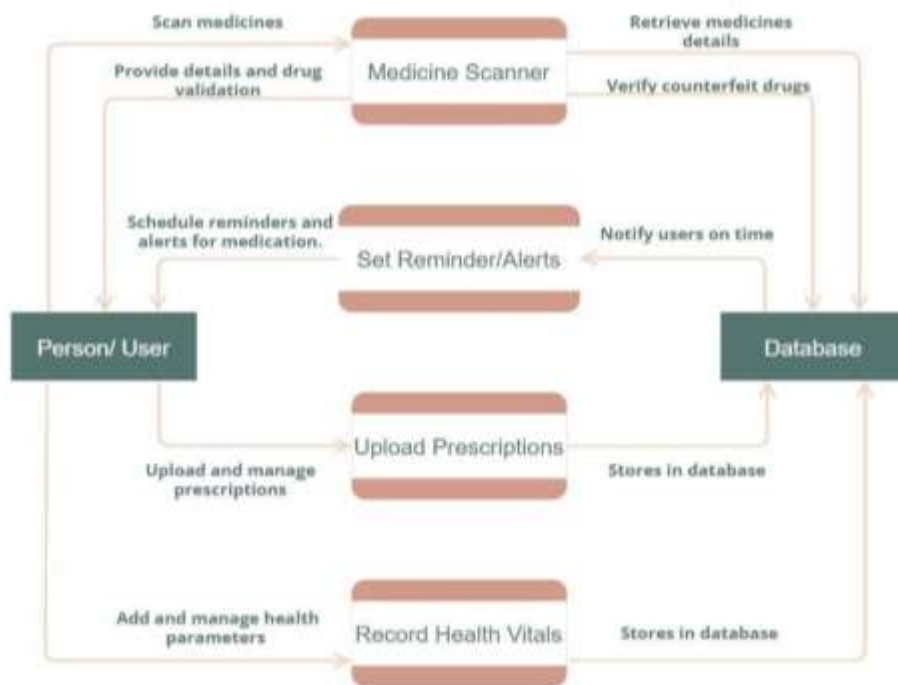 Scan medicines
Retrieve medicines
details
Medicine Scanner
Provide details and drug
validation
Verify counterfeit drugs
Schedule reminders and
alerts for medication.
Notify users on time
Set Reminder/Alerts
Person/ User
Database
Upload Prescriptions
Upload and manage
prescriptions
Stores in database
Add and manage health
parameters
Record Health Vitals
Stores in database